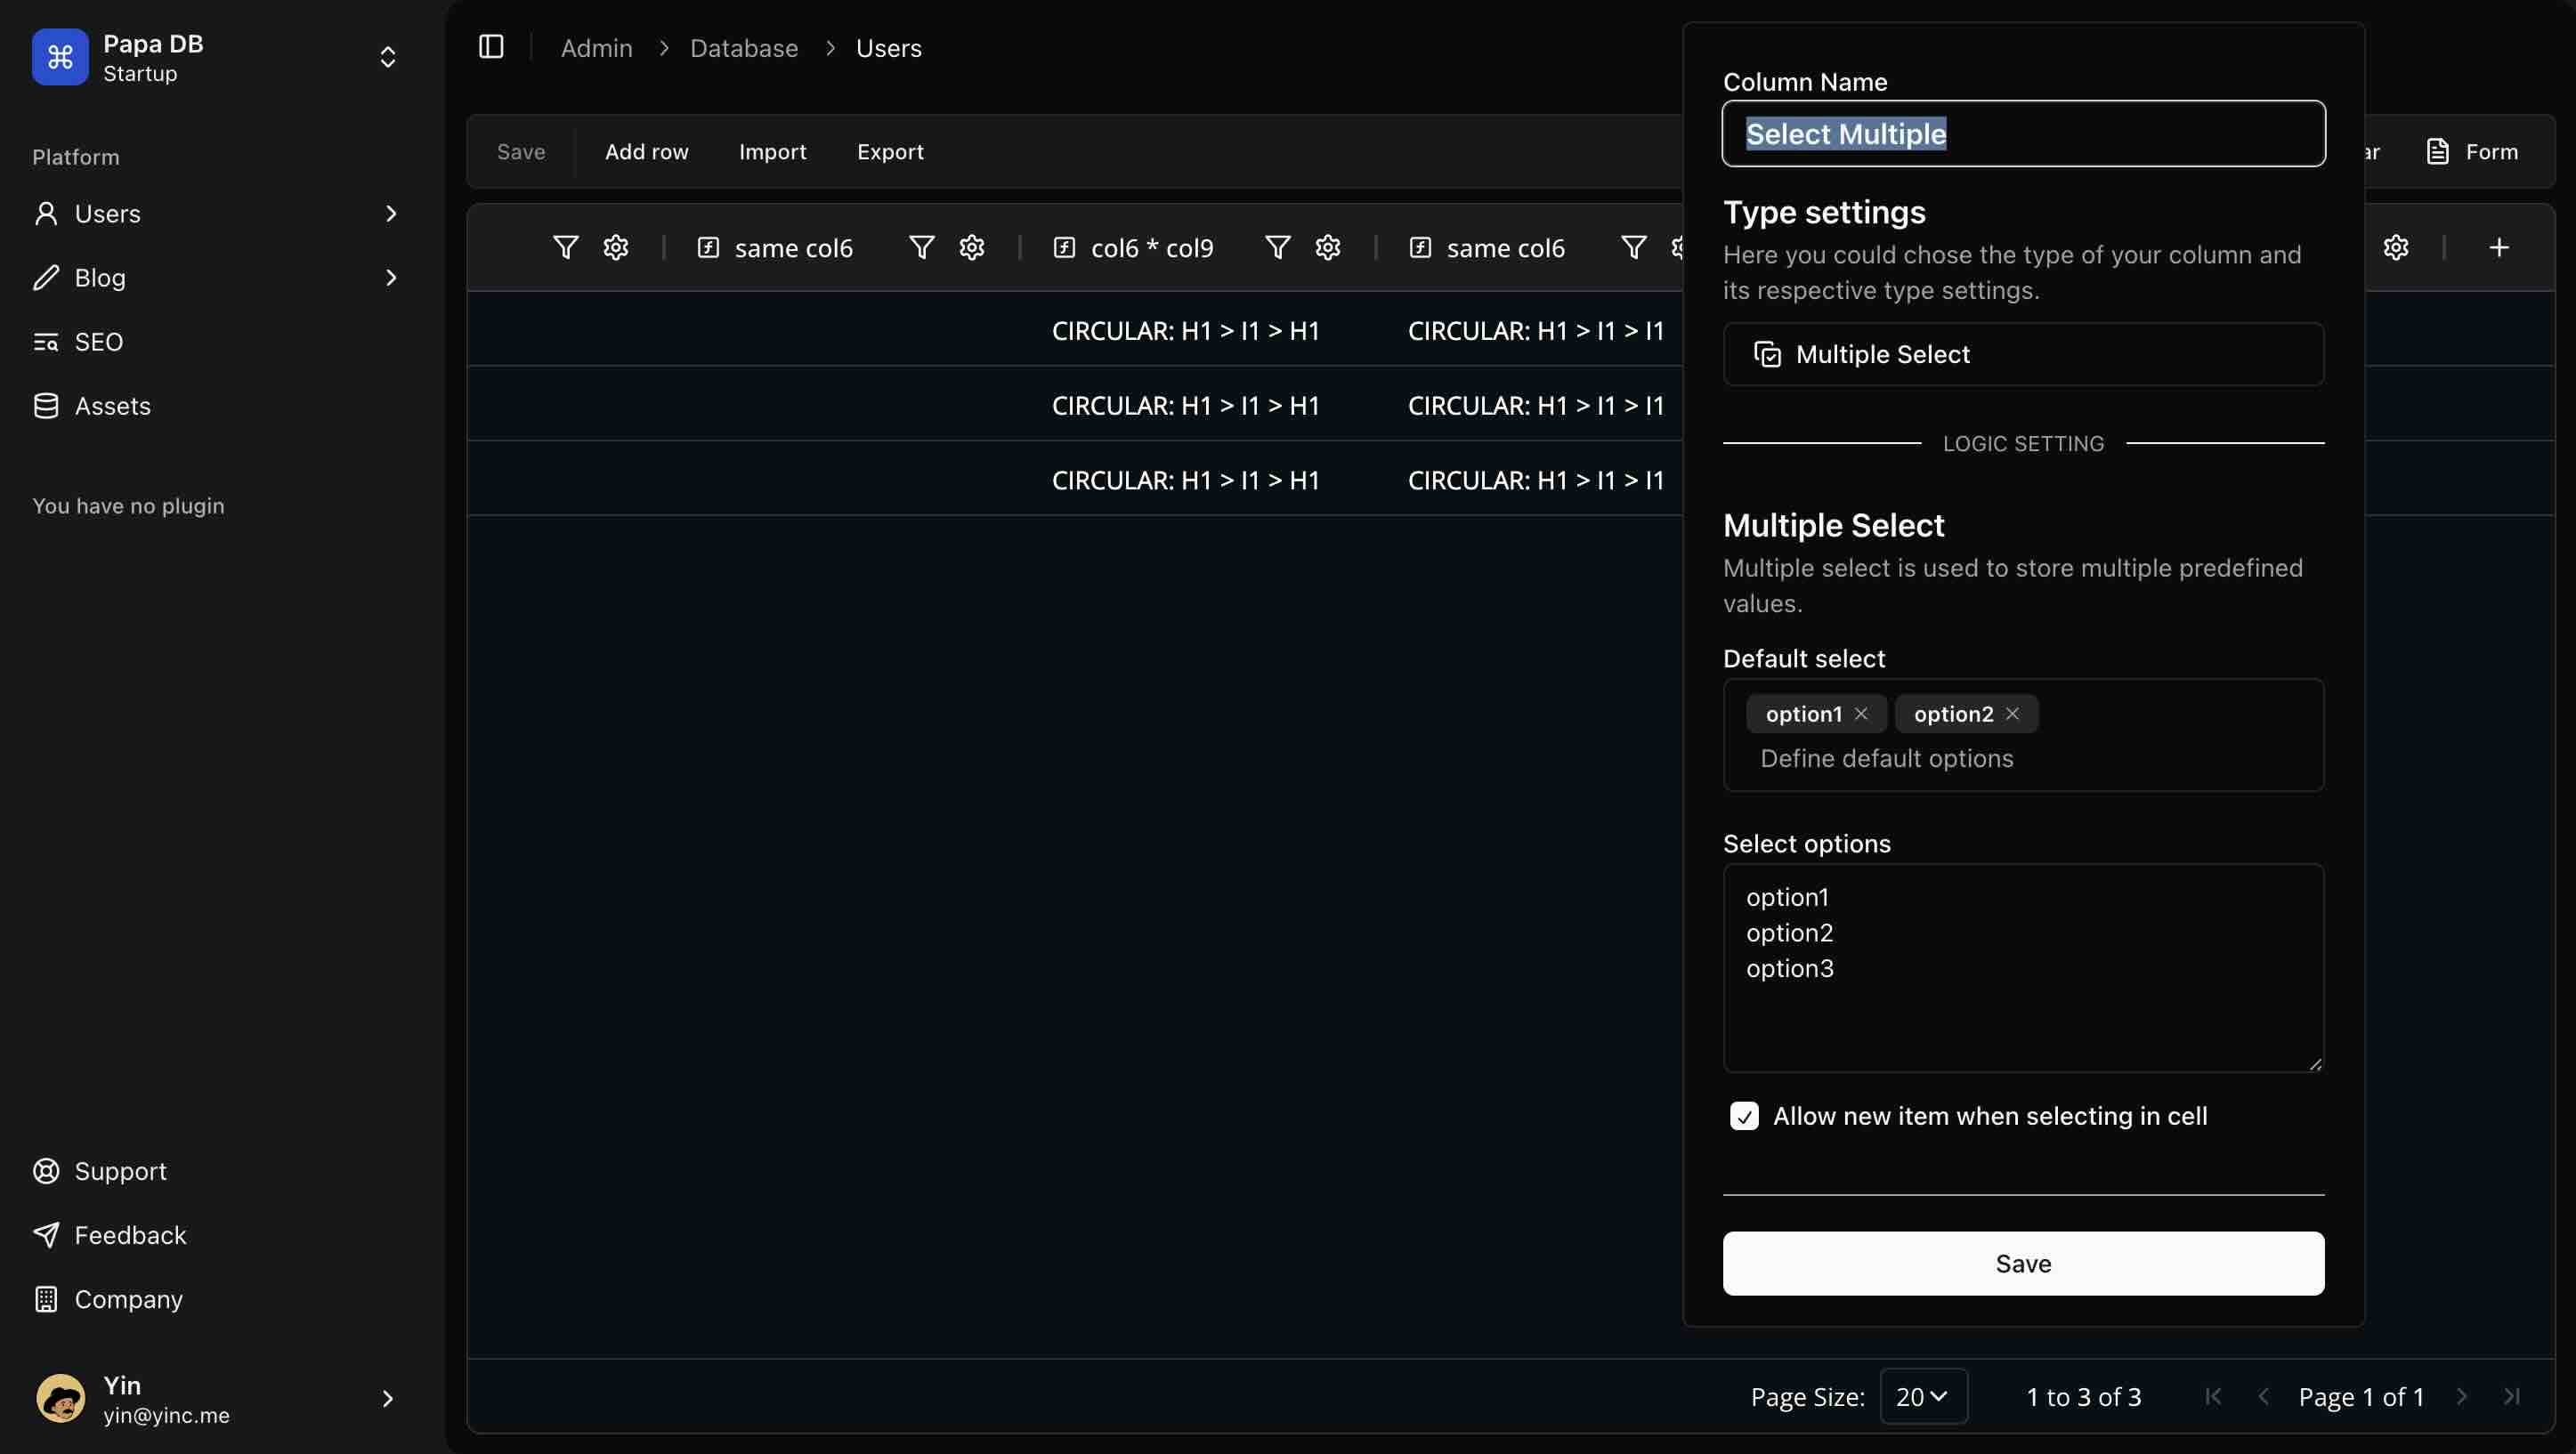 Papa DB
Startup
Platform
Users
Blog
SEO
Assets
You have no plugin
Support
Feedback
Company
Yin
yin@yinc.me
Admin > Database > Users
Save
Add row
Import
Export
Form
same col6
col6 * col9
same col6
CIRCULAR: H1 > I1 > H1
CIRCULAR: H1 > I1 > I1
CIRCULAR: H1 > I1 > H1
CIRCULAR: H1 > I1 > I1
CIRCULAR: H1 > I1 > H1
CIRCULAR: H1 > I1 > I1
Column Name
Select Multiple
Type settings
Here you could chose the type of your column and
its respective type settings.
Multiple Select
LOGIC SETTING
Multiple Select
Multiple select is used to store multiple predefined
values.
Default select
option1
option2
Define default options
Select options
option1
option2
option3
Allow new item when selecting in cell
Save
Page Size:
20
1 to 3 of 3
Page 1 of 1